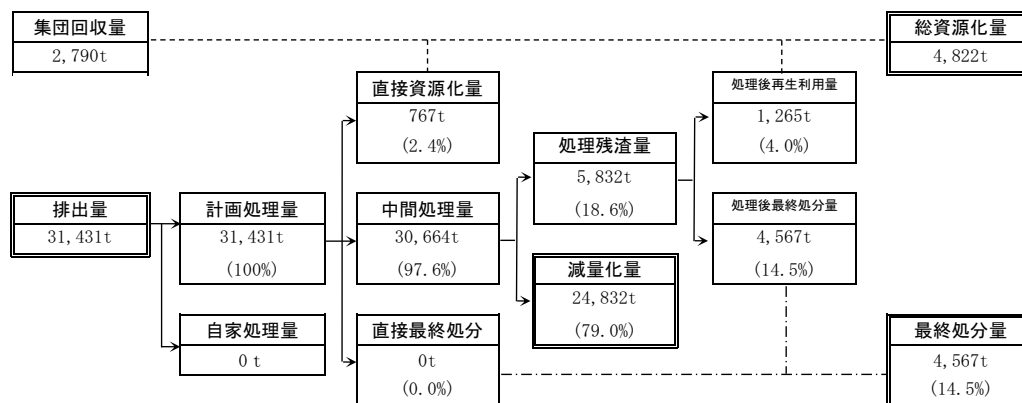 集団回収量
2,790t
総資源化量
4,822t
直接資源化量
767t
(2.4%)
処理後再生利用量
1,265t
(4.0%)
処理残渣量
5,832t
(18.6%)
排出量
31,431t
計画処理量
31,431t
(100%)
中間処理量
30,664t
(97.6%)
処理後最終処分量
4,567t
(14.5%)
減量化量
24,832t
(79.0%)
自家処理量
0 t
直接最終処分
0t
(0.0%)
最終処分量
4,567t
(14.5%)